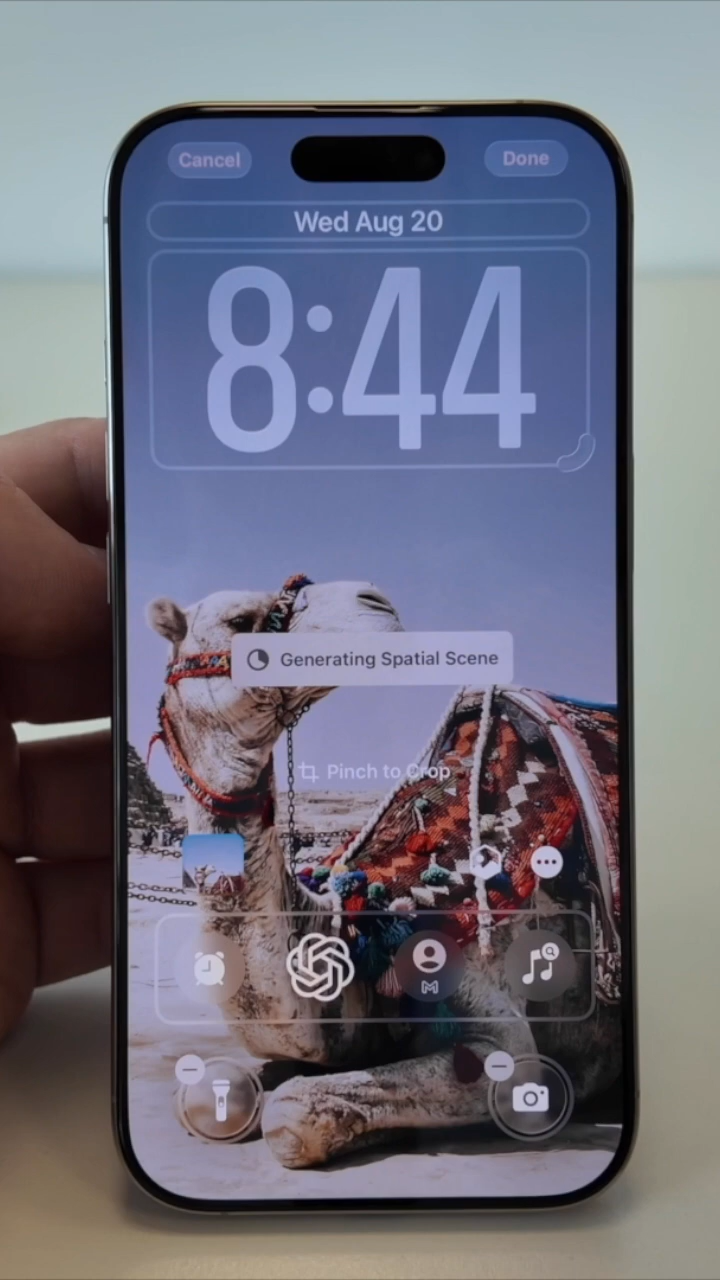 Cancel
Done
Wed Aug 20
8:44
Generating Spatial Scene
Pinch to Crop
M